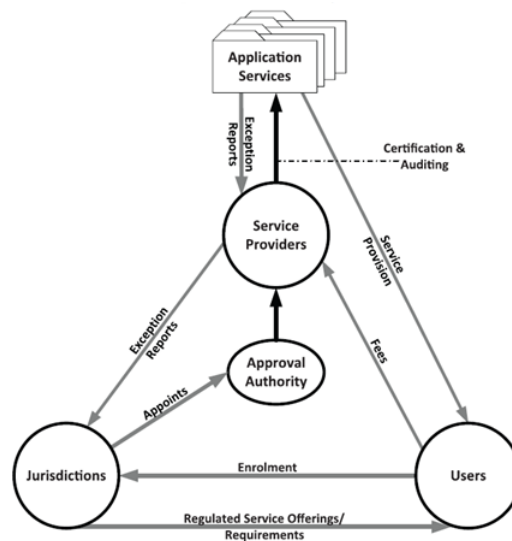 Application
Services
Exception
Reports
Certification &
Auditing
Service
Provision
Service
Providers
Exception
Reports
Fees
Approval
Authority
Appoints
Jurisdictions
Enrolment
Users
Regulated Service Offerings/
Requirements